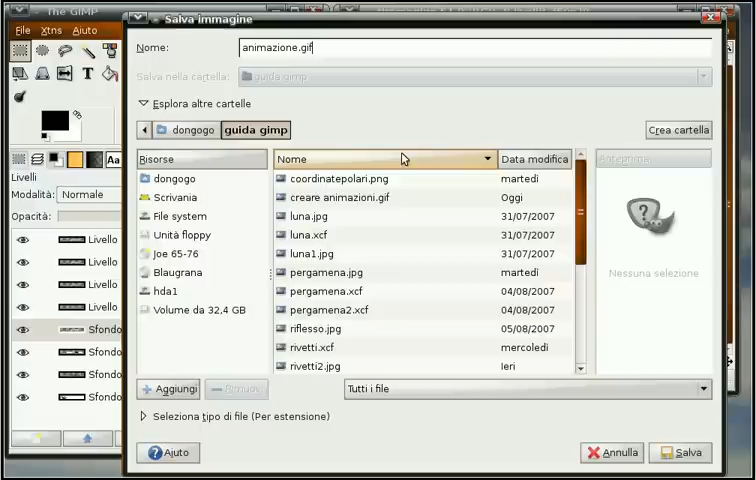 The GIMP
File Xtns Aiuto
Livelli
Modalità: Normale
Opacità:
Livello
Livello
Livello
Livello
Sfondo
Sfondo
Sfondo
Sfondo
Salva immagine
Nome: animazione.gif
Salva nella cartella: guida gimp
Esplora altre cartelle
dongogo guida gimp Crea cartella
Risorse
dongogo
Scrivania
File system
Unità floppy
Joe 65-76
Blaugrana
hda1
Volume da 32,4 GB
Nome Data modifica
coordinatepolari.png martedì
creare animazioni.gif Oggi
luna.jpg 31/07/2007
luna.xcf 31/07/2007
luna1.jpg 31/07/2007
pergamena.jpg martedì
pergamena.xcf 04/08/2007
pergamena2.xcf 04/08/2007
riflesso.jpg 05/08/2007
rivetti.xcf mercoledì
rivetti2.jpg Ieri
Anteprima
Nessuna selezione
Aggiungi Rimuovi Tutti i file
Seleziona tipo di file (Per estensione)
Aiuto Annulla Salva